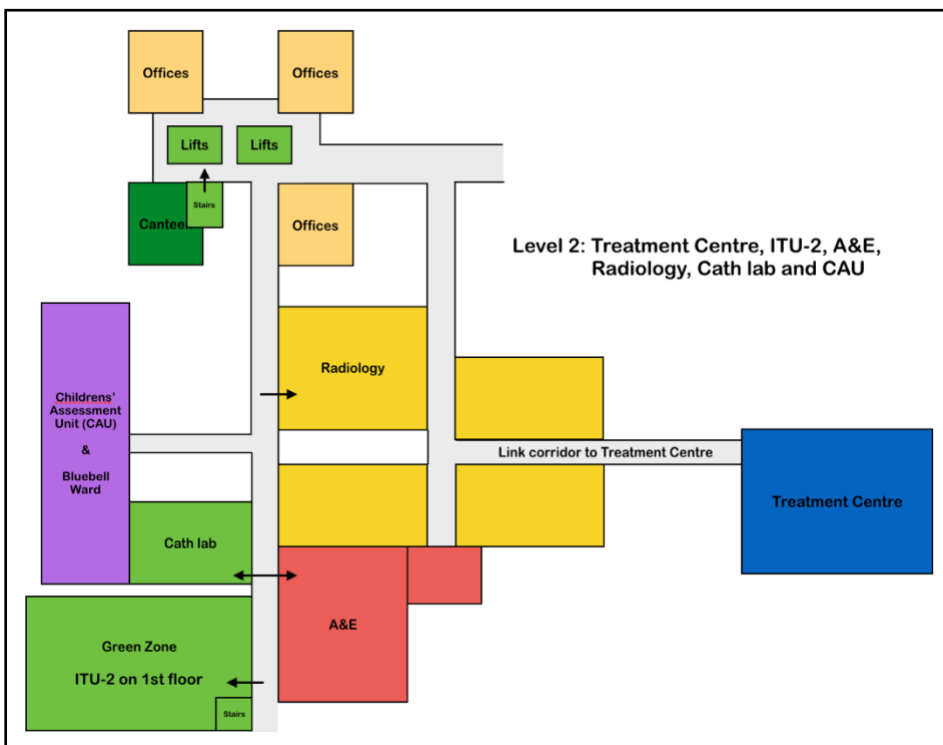 Offices
Offices
Lifts
Lifts
Stairs
Canteen
Offices
Level 2: Treatment Centre, ITU-2, A&E,
Radiology, Cath lab and CAU
Radiology
Childrens'
Assessment
Unit (CAU)
&
Bluebell
Ward
Link corridor to Treatment Centre
Treatment Centre
Cath lab
A&E
Green Zone
ITU-2 on 1st floor
Stairs